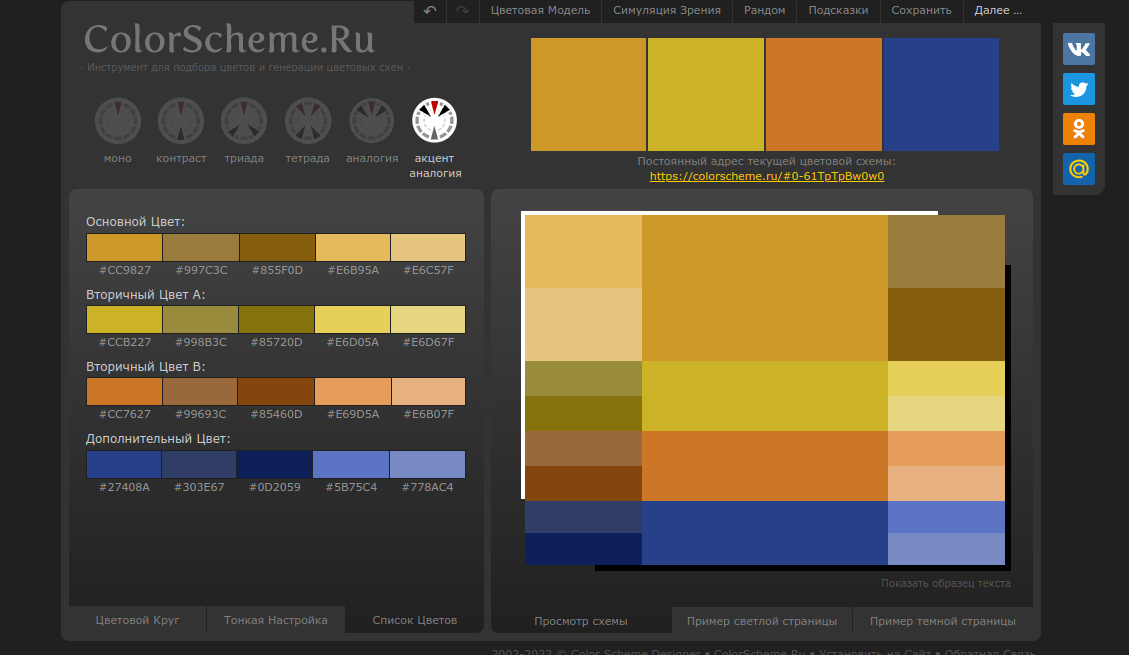 Цветовая Модель Симуляция Зрения Рандом Подсказки Сохранить Далее ...
ColorScheme.Ru
· Инструмент для подбора цветов и генерации цветовых схем ·
моно контраст триада тетрада аналогия акцент аналогия
Постоянный адрес текущей цветовой схемы:
https://colorscheme.ru/#0-61TpTpBw0w0
Основной Цвет:
#CC9827 #997C3C #855F0D #E6B95A #E6C57F
Вторичный Цвет A:
#CCB227 #998B3C #85720D #E6D05A #E6D67F
Вторичный Цвет B:
#CC7627 #99693C #85460D #E69D5A #E6B07F
Дополнительный Цвет:
#27408A #303E67 #0D2059 #5B75C4 #778AC4
Показать образец текста
Цветовой Круг Тонкая Настройка Список Цветов
Просмотр схемы Пример светлой страницы Пример темной страницы
2002-2022 © Color Scheme Designer • ColorScheme.Ru • Установить на Сайт • Обратная Связь
@